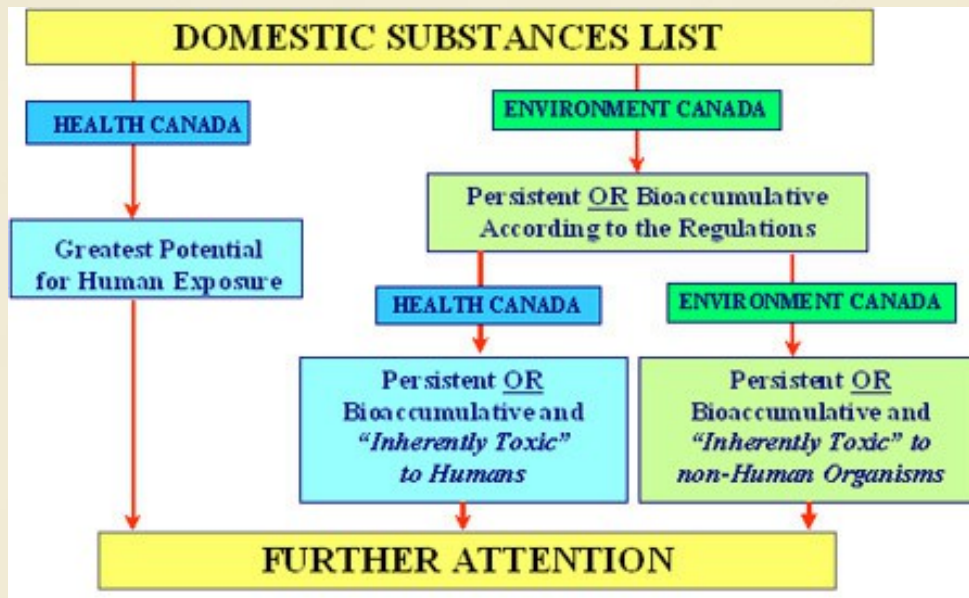 DOMESTIC SUBSTANCES LIST
HEALTH CANADA
ENVIRONMENT CANADA
Greatest Potential
for Human Exposure
Persistent OR Bioaccumulative
According to the Regulations
HEALTH CANADA
ENVIRONMENT CANADA
Persistent OR
Bioaccumulative and
“Inherently Toxic”
to Humans
Persistent OR
Bioaccumulative and
“Inherently Toxic” to
non-Human Organisms
FURTHER ATTENTION